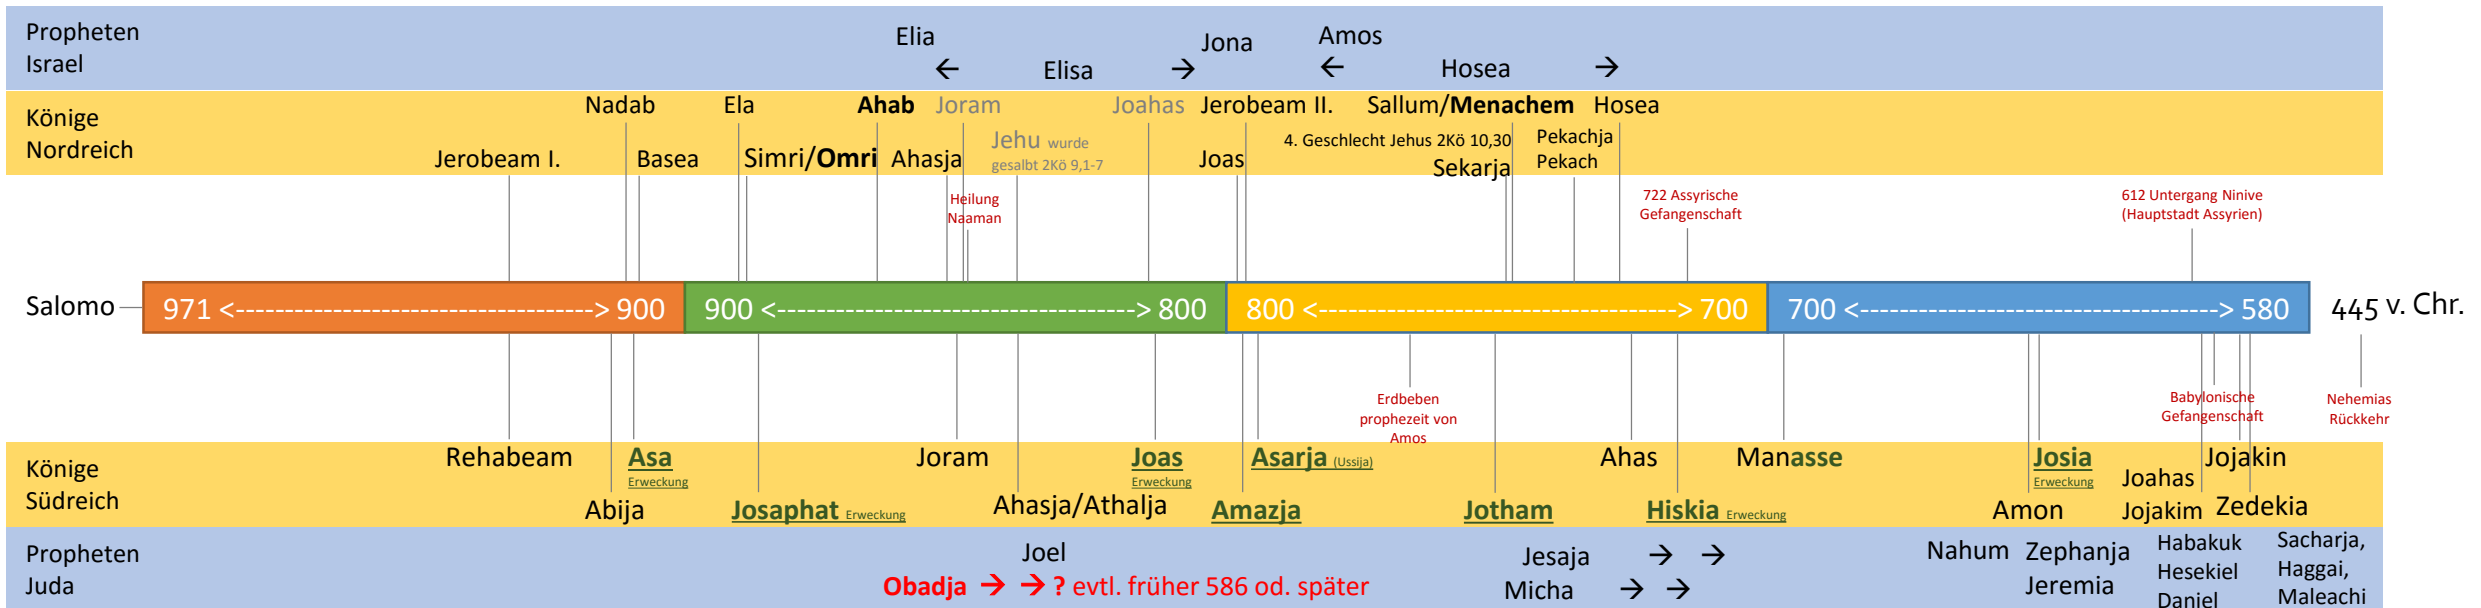 Propheten
Israel
Elia
Jona
Amos
← Elisa →
← Hosea →
Könige
Nordreich
Nadab
Ela
Ahab
Joram
Joahas
Jerobeam II.
Sallum/Menachem
Hosea
Jehu wurde
gesalbt 2Kö 9,1-7
4. Geschlecht Jehus 2Kö 10,30
Pekachja
Pekach
Jerobeam I.
Basea
Simri/Omri
Ahasja
Joas
Sekarja
Heilung
Naaman
722 Assyrische
Gefangenschaft
612 Untergang Ninive
(Hauptstadt Assyrien)
Salomo
971 <-----------------------------------> 900
900 <-----------------------------------> 800
800 <-----------------------------------> 700
700 <-----------------------------------> 580
445 v. Chr.
Erdbeben
prophezeit von
Amos
Babylonische
Gefangenschaft
Nehemias
Rückkehr
Könige
Südreich
Rehabeam
Asa
Erweckung
Joram
Joas
Erweckung
Asarja (Ussija)
Ahas
Manasse
Josia
Erweckung
Joahas
Jojakim
Jojakin
Abija
Josaphat Erweckung
Ahasja/Athalja
Amazja
Jotham
Hiskia Erweckung
Amon
Zedekia
Propheten
Juda
Joel
Obadja → → ? evtl. früher 586 od. später
Jesaja → →
Micha → →
Nahum
Zephanja
Jeremia
Habakuk
Hesekiel
Daniel
Sacharja,
Haggai,
Maleachi